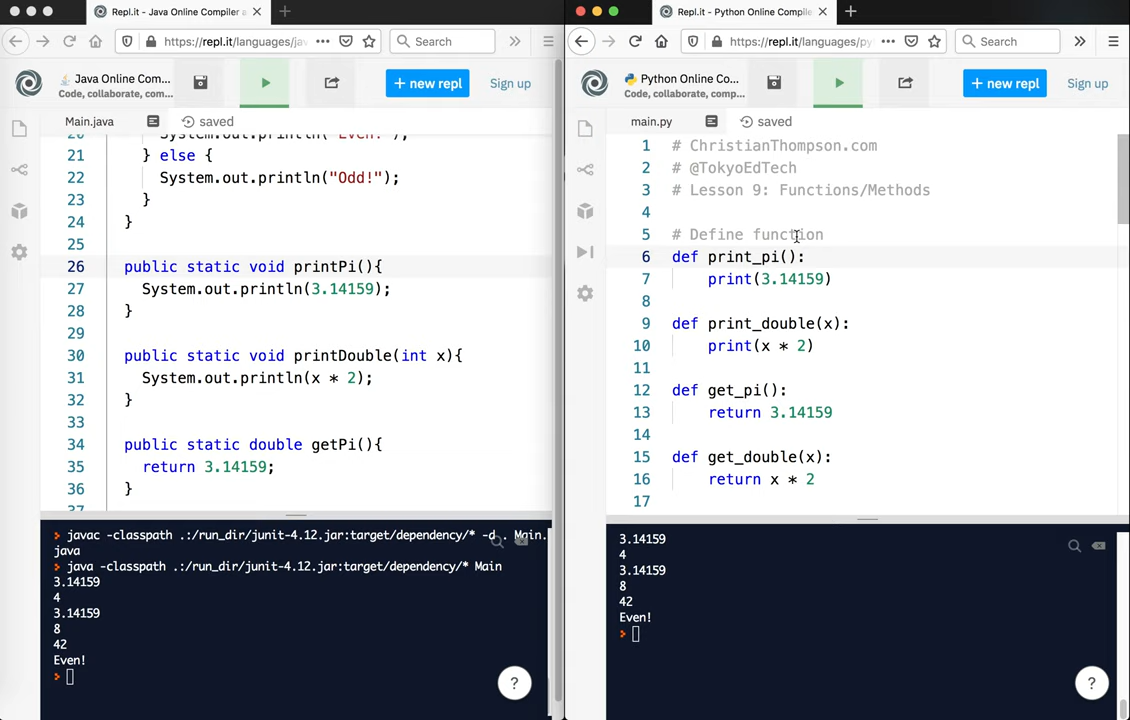 Repl.it - Java Online Compiler a
https://repl.it/languages/jav
Search
Java Online Com...
Code, collaborate, com...
+ new repl
Sign up
Main.java
saved
20 System.out.println("Even!");
21 } else {
22 System.out.println("Odd!");
23 }
24 }
25
26 public static void printPi(){
27 System.out.println(3.14159);
28 }
29
30 public static void printDouble(int x){
31 System.out.println(x * 2);
32 }
33
34 public static double getPi(){
35 return 3.14159;
36 }
37
javac -classpath .:/run_dir/junit-4.12.jar:target/dependency/* -d . Main.
java
java -classpath .:/run_dir/junit-4.12.jar:target/dependency/* Main
3.14159
4
3.14159
8
42
Even!
?
Repl.it - Python Online Compile
https://repl.it/languages/py
Search
Python Online Co...
Code, collaborate, comp...
+ new repl
Sign up
main.py
saved
1 # ChristianThompson.com
2 # @TokyoEdTech
3 # Lesson 9: Functions/Methods
4
5 # Define function
6 def print_pi():
7 print(3.14159)
8
9 def print_double(x):
10 print(x * 2)
11
12 def get_pi():
13 return 3.14159
14
15 def get_double(x):
16 return x * 2
17
3.14159
4
3.14159
8
42
Even!
?